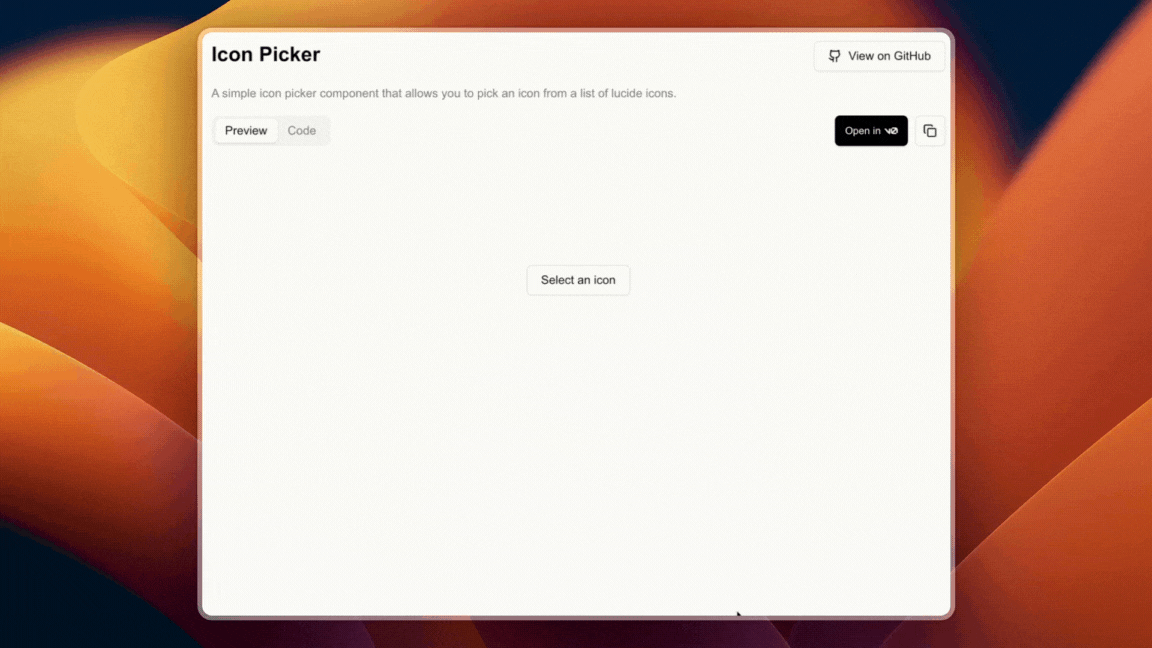 Icon Picker
View on GitHub
A simple icon picker component that allows you to pick an icon from a list of lucide icons.
Preview
Code
Open in v0
Select an icon